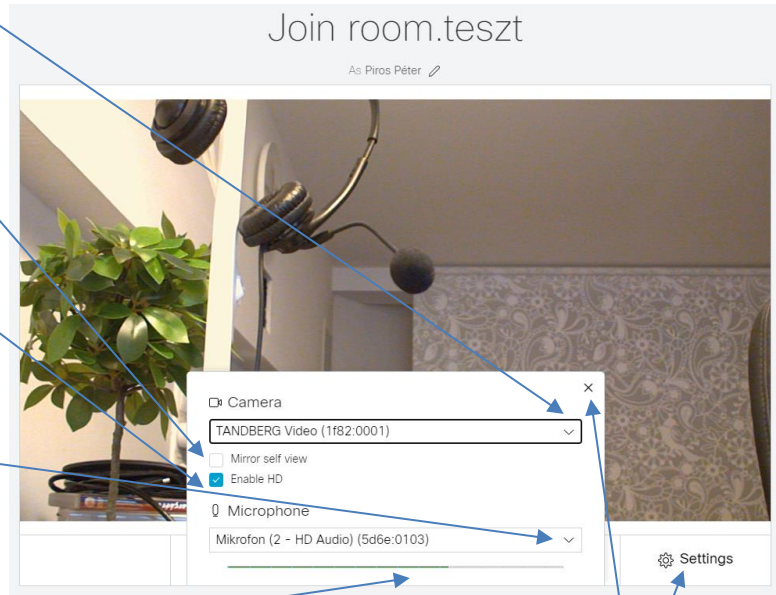 Join room.teszt
As Piros Péter
Camera
TANDBERG Video (1f82:0001)
Mirror self view
Enable HD
Microphone
Mikrofon (2 - HD Audio) (5d6e:0103)
Settings